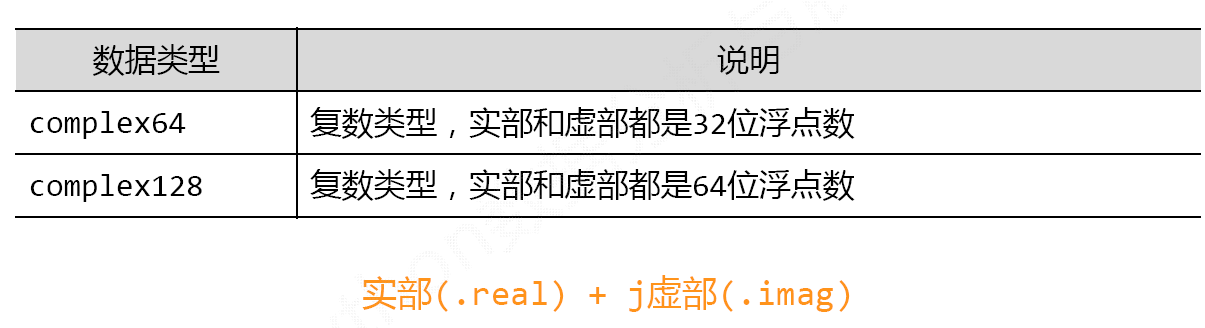 数据类型 说明
complex64 复数类型，实部和虚部都是32位浮点数
complex128 复数类型，实部和虚部都是64位浮点数
实部(.real) + j虚部(.imag)